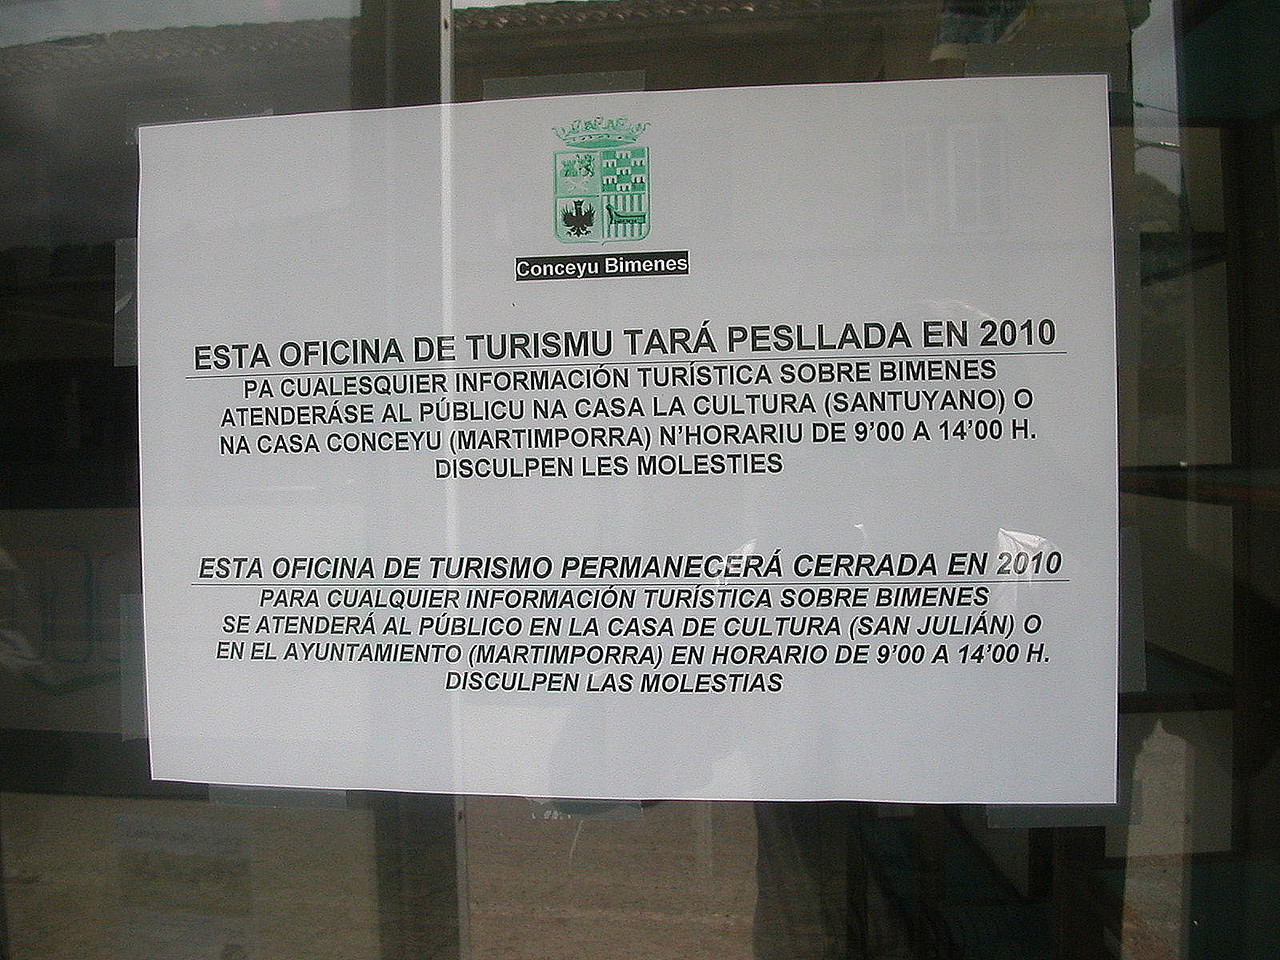 Conceyu Bimenes
ESTA OFICINA DE TURISMU TARÁ PESLLADA EN 2010
PA CUALESQUIER INFORMACIÓN TURÍSTICA SOBRE BIMENES
ATENDERÁSE AL PÚBLICU NA CASA LA CULTURA (SANTUYANO) O
NA CASA CONCEYU (MARTIMPORRA) N'HORARIU DE 9'00 A 14'00 H.
DISCULPEN LES MOLESTIES
ESTA OFICINA DE TURISMO PERMANECERÁ CERRADA EN 2010
PARA CUALQUIER INFORMACIÓN TURÍSTICA SOBRE BIMENES
SE ATENDERÁ AL PÚBLICO EN LA CASA DE CULTURA (SAN JULIÁN) O
EN EL AYUNTAMIENTO (MARTIMPORRA) EN HORARIO DE 9'00 A 14'00 H.
DISCULPEN LAS MOLESTIAS